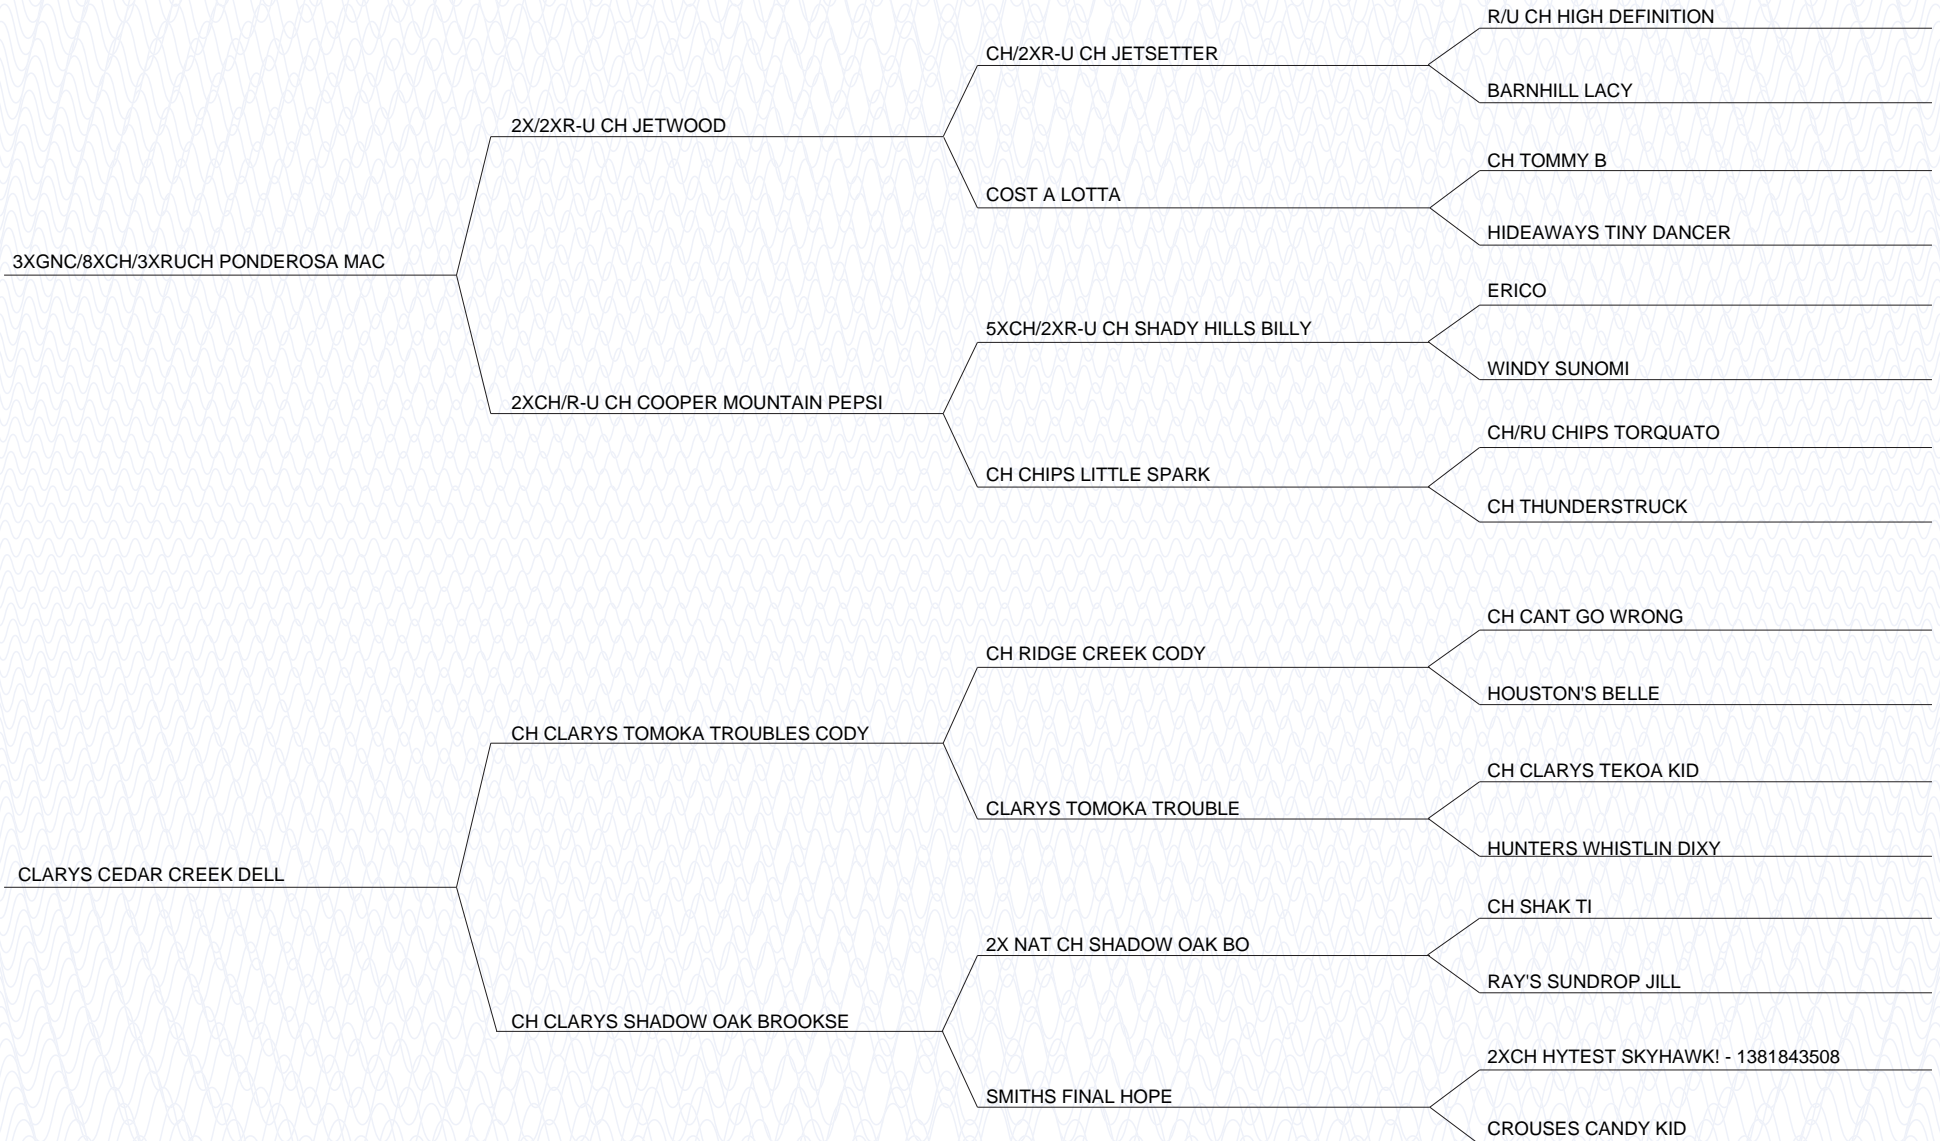 R/U CH HIGH DEFINITION
CH/2XR-U CH JETSETTER
BARNHILL LACY
2X/2XR-U CH JETWOOD
CH TOMMY B
COST A LOTTA
HIDEAWAYS TINY DANCER
3XGNC/8XCH/3XRUCH PONDEROSA MAC
ERICO
5XCH/2XR-U CH SHADY HILLS BILLY
WINDY SUNOMI
2XCH/R-U CH COOPER MOUNTAIN PEPSI
CH/RU CHIPS TORQUATO
CH CHIPS LITTLE SPARK
CH THUNDERSTRUCK
CH CANT GO WRONG
CH RIDGE CREEK CODY
HOUSTON'S BELLE
CH CLARYS TOMOKA TROUBLES CODY
CH CLARYS TEKOA KID
CLARYS TOMOKA TROUBLE
HUNTERS WHISTLIN DIXY
CLARYS CEDAR CREEK DELL
CH SHAK TI
2X NAT CH SHADOW OAK BO
RAY'S SUNDROP JILL
CH CLARYS SHADOW OAK BROOKSE
2XCH HYTEST SKYHAWK! - 1381843508
SMITHS FINAL HOPE
CROUSES CANDY KID